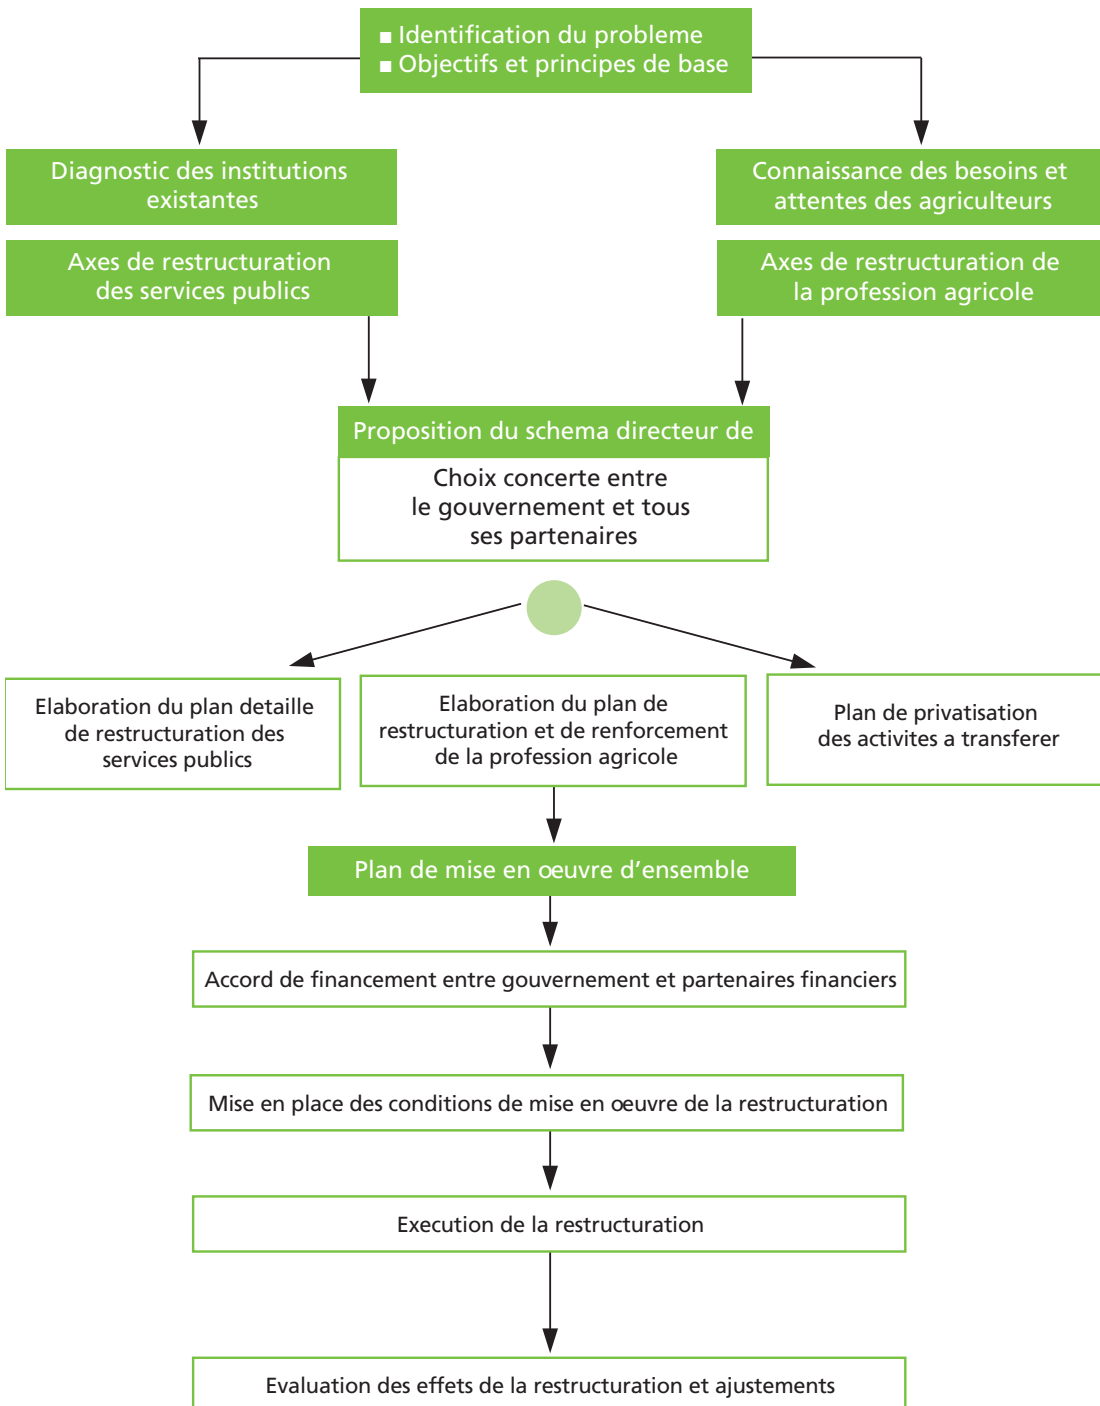 ▪ Identification du probleme
▪ Objectifs et principes de base
Diagnostic des institutions
existantes
Connaissance des besoins et
attentes des agriculteurs
Axes de restructuration
des services publics
Axes de restructuration de
la profession agricole
Proposition du schema directeur de
Choix concerte entre
le gouvernement et tous
ses partenaires
Elaboration du plan detaille
de restructuration des
services publics
Elaboration du plan de
restructuration et de renforcement
de la profession agricole
Plan de privatisation
des activites a transferer
Plan de mise en oeuvre d’ensemble
Accord de financement entre gouvernement et partenaires financiers
Mise en place des conditions de mise en œuvre de la restructuration
Execution de la restructuration
Evaluation des effets de la restructuration et ajustements